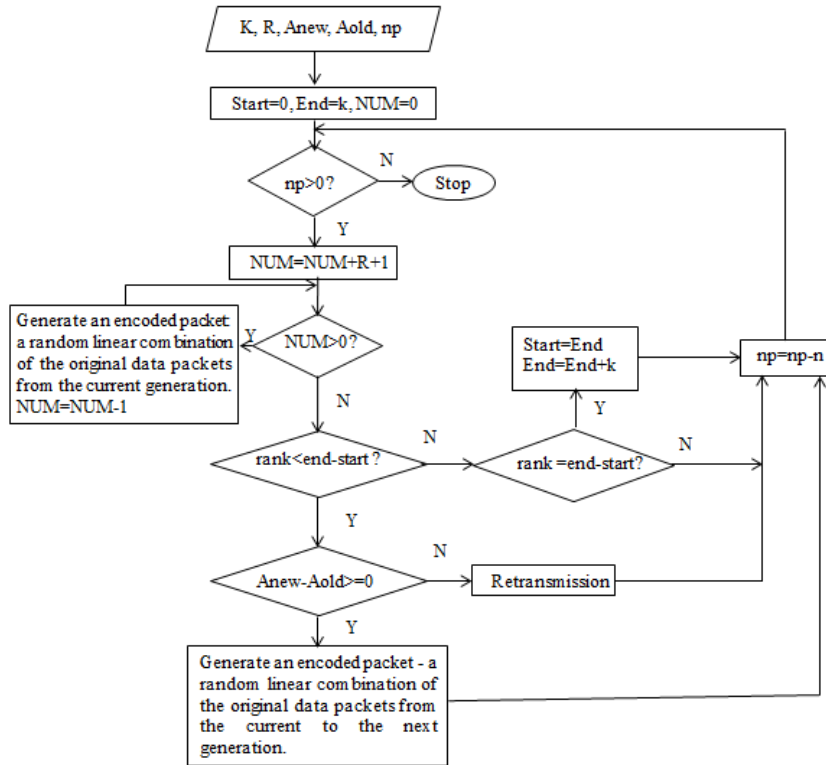 K, R, Anew, Aold, np
Start=0, End=k, NUM=0
np>0?
N
Stop
Y
NUM=NUM+R+1
Generate an encoded packet:
a random linear combination
of the original data packets
from the current generation.
NUM=NUM-1
Y
NUM>0?
Start=End
End=End+k
np=np-n
N
Y
rank<end-start ?
N
rank =end-start?
N
Y
Anew-Aold>=0
N
Retransmission
Y
Generate an encoded packet - a
random linear combination of
the original data packets from
the current to the next
generation.